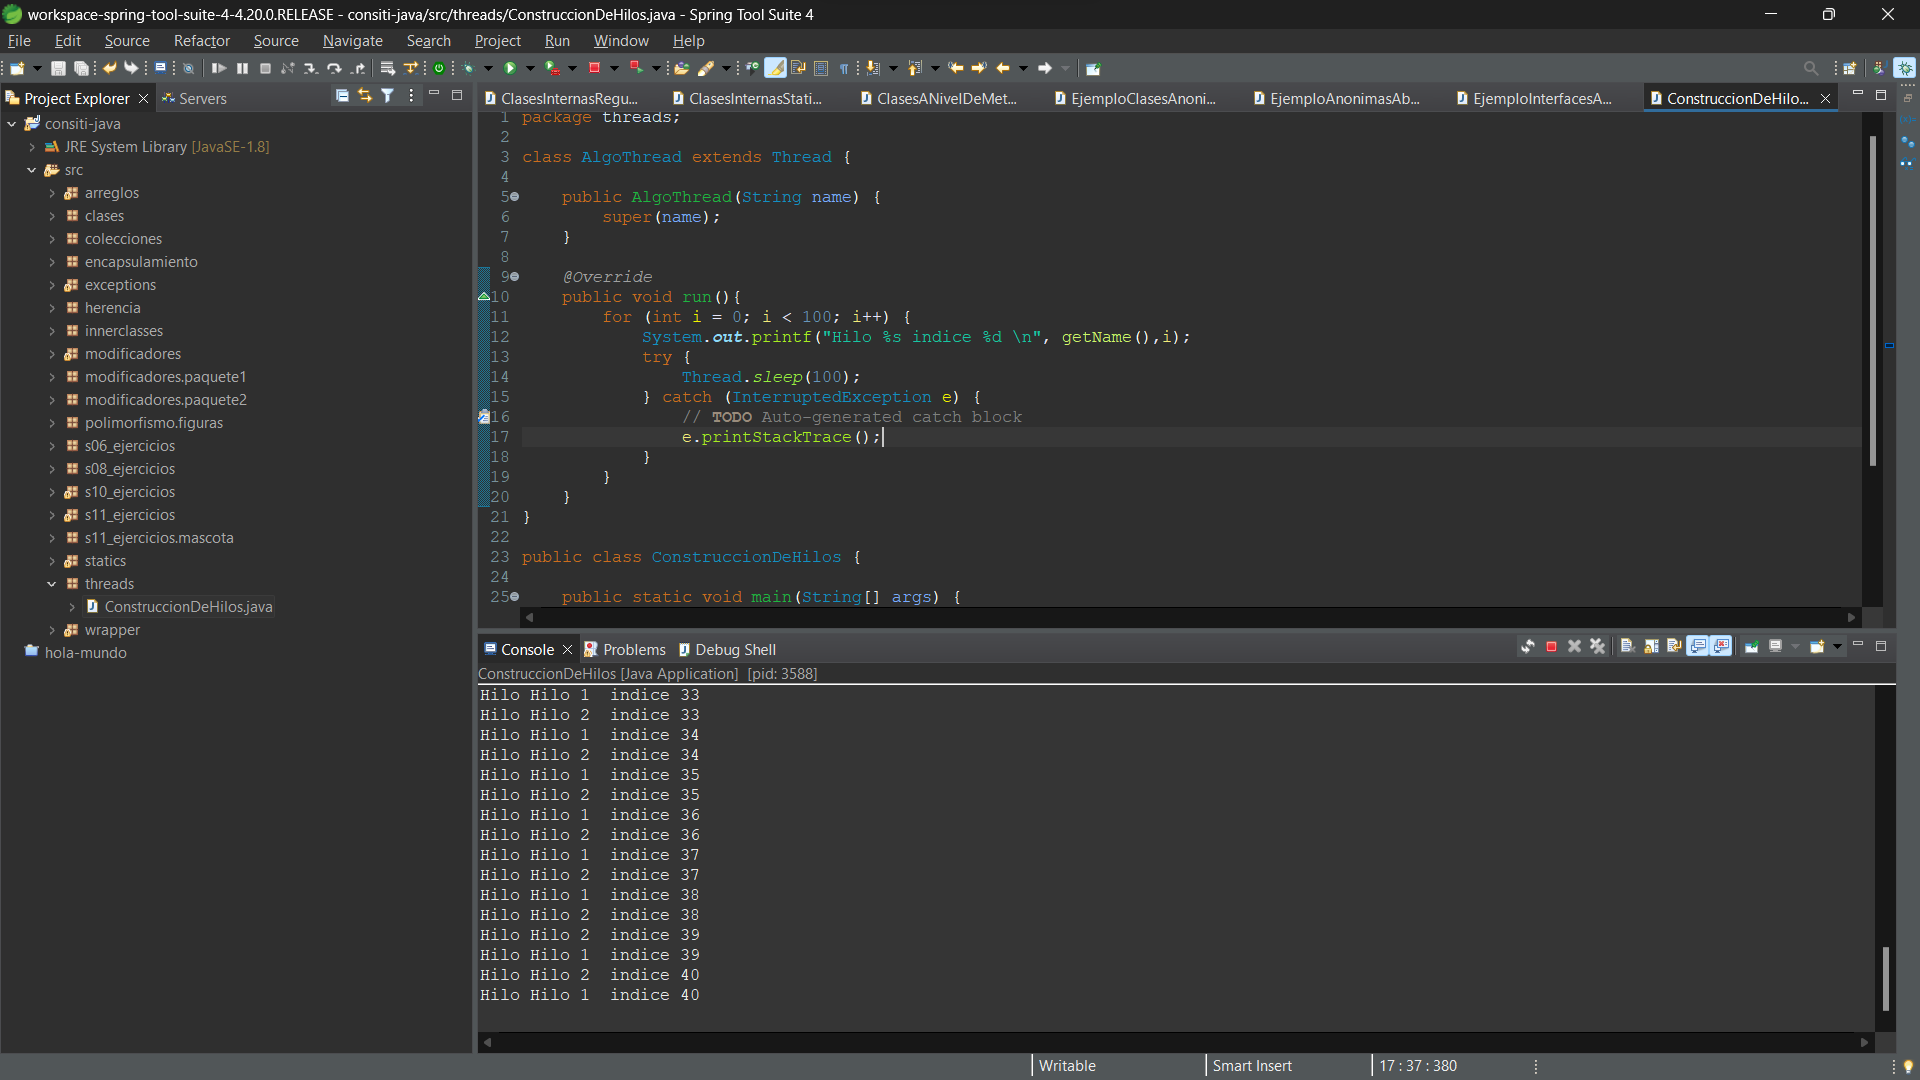 workspace-spring-tool-suite-4-4.20.0.RELEASE - consiti-java/src/threads/ConstruccionDeHilos.java - Spring Tool Suite 4
File Edit Source Refactor Source Navigate Search Project Run Window Help
Project Explorer
Servers
consiti-java
JRE System Library [JavaSE-1.8]
src
arreglos
clases
colecciones
encapsulamiento
exceptions
herencia
innerclasses
modificadores
modificadores.paquete1
modificadores.paquete2
polimorfismo.figuras
s06_ejercicios
s08_ejercicios
s10_ejercicios
s11_ejercicios
s11_ejercicios.mascota
statics
threads
ConstruccionDeHilos.java
wrapper
hola-mundo
ClasesInternasRegu... ClasesInternasStati... ClasesANivelDeMet... EjemploClasesAnoni... EjemploAnonimasAb... EjemploInterfacesA... ConstruccionDeHilo...
1 package threads;
2
3 class AlgoThread extends Thread {
4
5 public AlgoThread(String name) {
6 super(name);
7 }
8
9 @Override
10 public void run(){
11 for (int i = 0; i < 100; i++) {
12 System.out.printf("Hilo %s indice %d \n", getName(),i);
13 try {
14 Thread.sleep(100);
15 } catch (InterruptedException e) {
16 // TODO Auto-generated catch block
17 e.printStackTrace();
18 }
19 }
20 }
21 }
22
23 public class ConstruccionDeHilos {
24
25 public static void main(String[] args) {
Console Problems Debug Shell
ConstruccionDeHilos [Java Application] [pid: 3588]
Hilo Hilo 1 indice 33
Hilo Hilo 2 indice 33
Hilo Hilo 1 indice 34
Hilo Hilo 2 indice 34
Hilo Hilo 1 indice 35
Hilo Hilo 2 indice 35
Hilo Hilo 1 indice 36
Hilo Hilo 2 indice 36
Hilo Hilo 1 indice 37
Hilo Hilo 2 indice 37
Hilo Hilo 1 indice 38
Hilo Hilo 2 indice 38
Hilo Hilo 2 indice 39
Hilo Hilo 1 indice 39
Hilo Hilo 2 indice 40
Hilo Hilo 1 indice 40
Writable Smart Insert 17 : 37 : 380